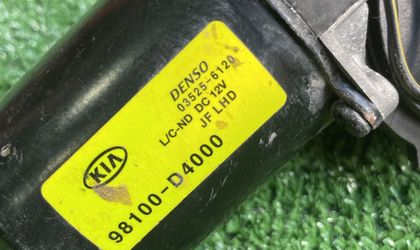 DENSO
03525-6120
L/C-ND DC 12V
JF LHD
KIA
98100-D4000